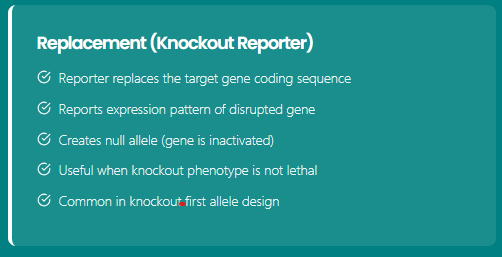 Replacement (Knockout Reporter)
Reporter replaces the target gene coding sequence
Reports expression pattern of disrupted gene
Creates null allele (gene is inactivated)
Useful when knockout phenotype is not lethal
Common in knockout-first allele design